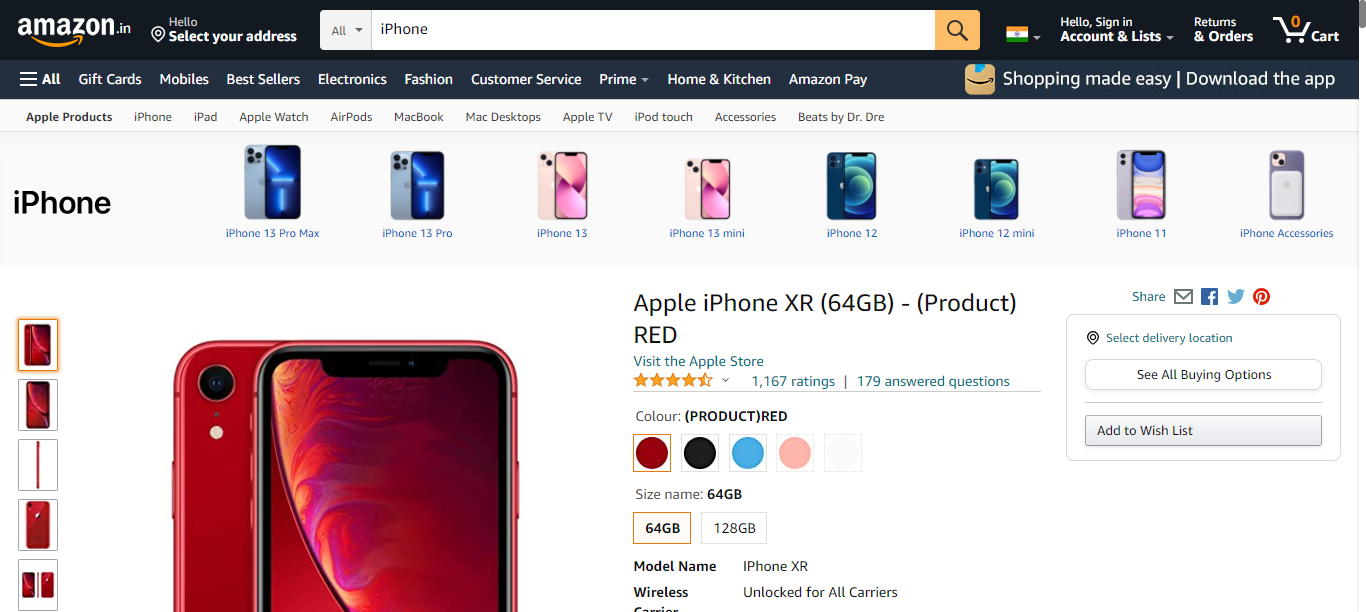 amazon.in
Hello
Select your address
All
iPhone
Hello, Sign in
Account & Lists
Returns
& Orders
0
Cart
All Gift Cards Mobiles Best Sellers Electronics Fashion Customer Service Prime Home & Kitchen Amazon Pay
Shopping made easy | Download the app
Apple Products iPhone iPad Apple Watch AirPods MacBook Mac Desktops Apple TV iPod touch Accessories Beats by Dr. Dre
iPhone
iPhone 13 Pro Max iPhone 13 Pro iPhone 13 iPhone 13 mini iPhone 12 iPhone 12 mini iPhone 11 iPhone Accessories
Apple iPhone XR (64GB) - (Product)
RED
Visit the Apple Store
1,167 ratings | 179 answered questions
Colour: (PRODUCT)RED
Size name: 64GB
64GB 128GB
Model Name IPhone XR
Wireless Unlocked for All Carriers
Carrier
Share
Select delivery location
See All Buying Options
Add to Wish List